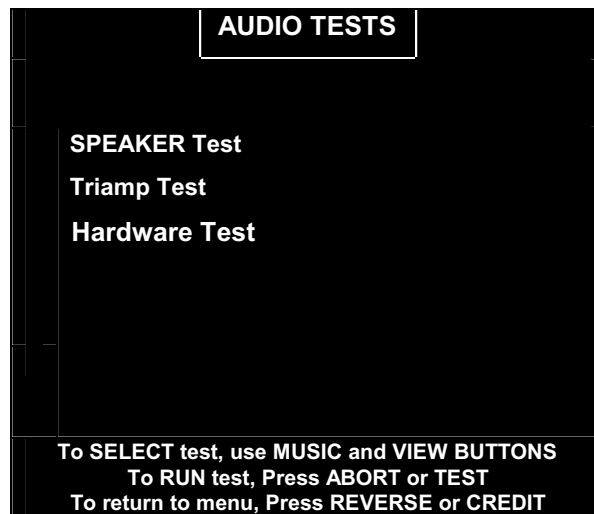 AUDIO TESTS
SPEAKER Test
Triamp Test
Hardware Test
To SELECT test, use MUSIC and VIEW BUTTONS
To RUN test, Press ABORT or TEST
To return to menu, Press REVERSE or CREDIT